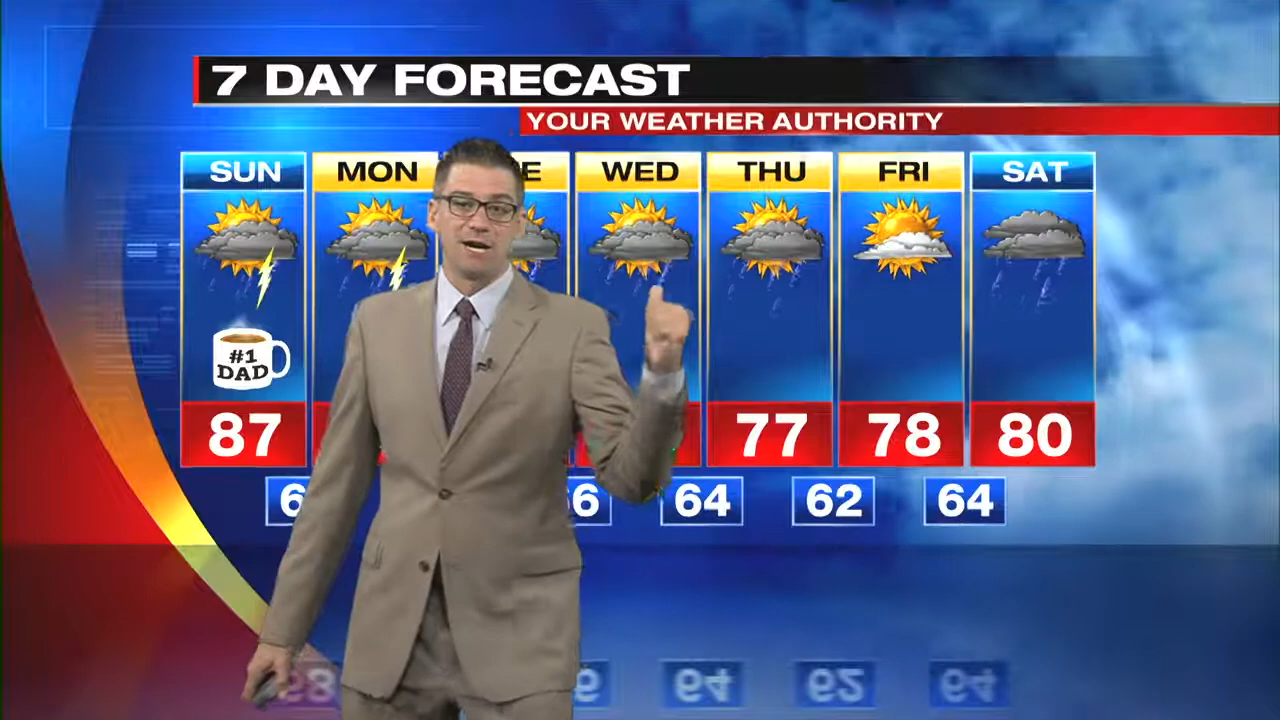 7 DAY FORECAST
YOUR WEATHER AUTHORITY
SUN MON WED THU FRI SAT
#1
DAD
87 77 78 80
64 62 64